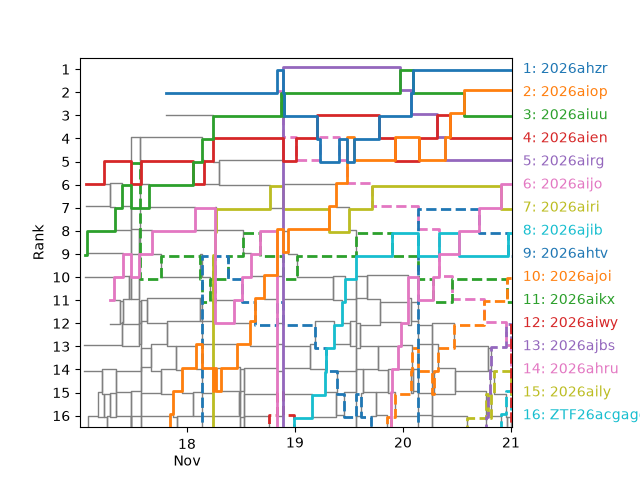 1
2
3
4
5
6
7
8
9
10
11
12
13
14
15
16
Rank
18
19
20
21
Nov
1: 2026ahzr
2: 2026aiop
3: 2026aiuu
4: 2026aien
5: 2026airg
6: 2026aijo
7: 2026airi
8: 2026ajib
9: 2026ahtv
10: 2026ajoi
11: 2026aikx
12: 2026aiwy
13: 2026ajbs
14: 2026ahru
15: 2026aily
16: ZTF26acgag